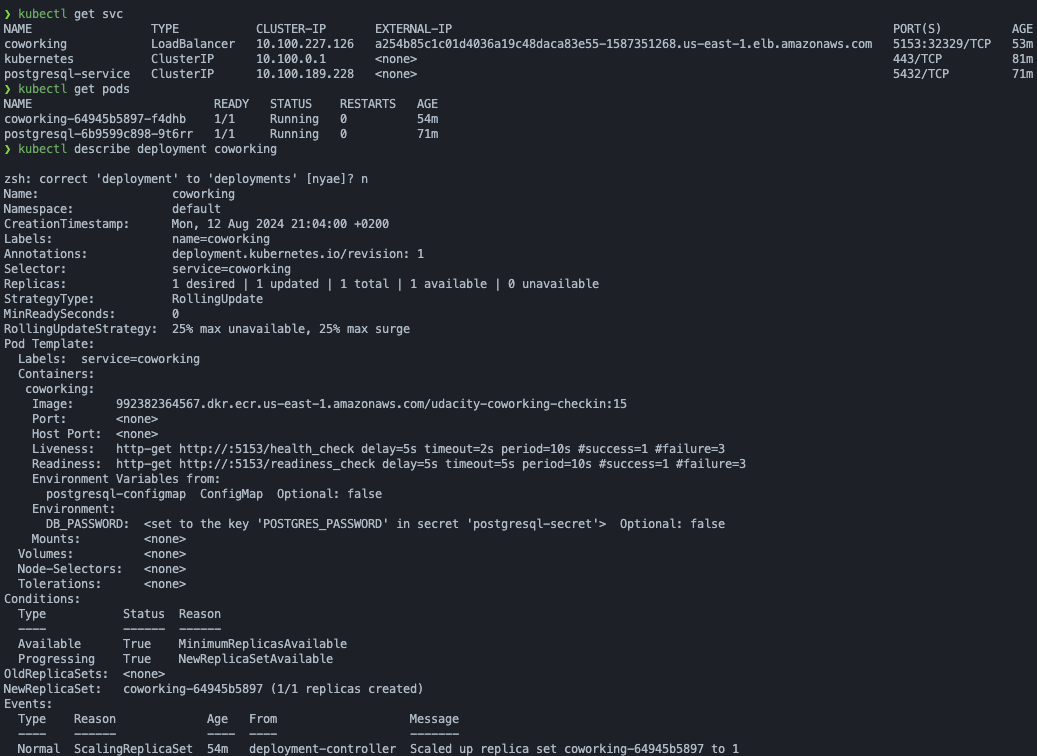 ❯ kubectl get svc
NAME                 TYPE           CLUSTER-IP       EXTERNAL-IP                                                               PORT(S)          AGE
coworking            LoadBalancer   10.100.227.126   a254b85c1c01d4036a19c48daca83e55-1587351268.us-east-1.elb.amazonaws.com   5153:32329/TCP   53m
kubernetes           ClusterIP      10.100.0.1       <none>                                                                    443/TCP          81m
postgresql-service   ClusterIP      10.100.189.228   <none>                                                                    5432/TCP         71m
❯ kubectl get pods
NAME                          READY   STATUS    RESTARTS   AGE
coworking-64945b5897-f4dhb    1/1     Running   0          54m
postgresql-6b9599c898-9t6rr   1/1     Running   0          71m
❯ kubectl describe deployment coworking
zsh: correct 'deployment' to 'deployments' [nyae]? n
Name:                   coworking
Namespace:              default
CreationTimestamp:      Mon, 12 Aug 2024 21:04:00 +0200
Labels:                 name=coworking
Annotations:            deployment.kubernetes.io/revision: 1
Selector:               service=coworking
Replicas:               1 desired | 1 updated | 1 total | 1 available | 0 unavailable
StrategyType:           RollingUpdate
MinReadySeconds:        0
RollingUpdateStrategy:  25% max unavailable, 25% max surge
Pod Template:
  Labels:  service=coworking
  Containers:
   coworking:
    Image:      992382364567.dkr.ecr.us-east-1.amazonaws.com/udacity-coworking-checkin:15
    Port:       <none>
    Host Port:  <none>
    Liveness:   http-get http://:5153/health_check delay=5s timeout=2s period=10s #success=1 #failure=3
    Readiness:  http-get http://:5153/readiness_check delay=5s timeout=5s period=10s #success=1 #failure=3
    Environment Variables from:
      postgresql-configmap  ConfigMap  Optional: false
    Environment:
      DB_PASSWORD:  <set to the key 'POSTGRES_PASSWORD' in secret 'postgresql-secret'>  Optional: false
    Mounts:         <none>
  Volumes:          <none>
  Node-Selectors:   <none>
  Tolerations:      <none>
Conditions:
  Type           Status  Reason
  ----           ------  ------
  Available      True    MinimumReplicasAvailable
  Progressing    True    NewReplicaSetAvailable
OldReplicaSets:  <none>
NewReplicaSet:   coworking-64945b5897 (1/1 replicas created)
Events:
  Type    Reason             Age   From                   Message
  ----    ------             ----  ----                   -------
  Normal  ScalingReplicaSet  54m   deployment-controller  Scaled up replica set coworking-64945b5897 to 1